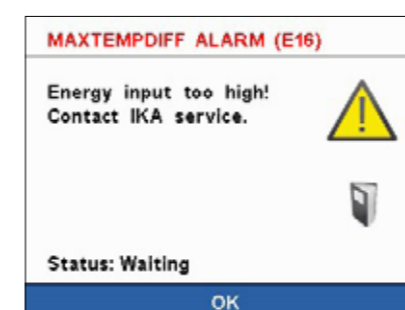 MAXTEMPDIFF ALARM (E16)
Energy input too high!
Contact IKA service.
Status: Waiting
OK